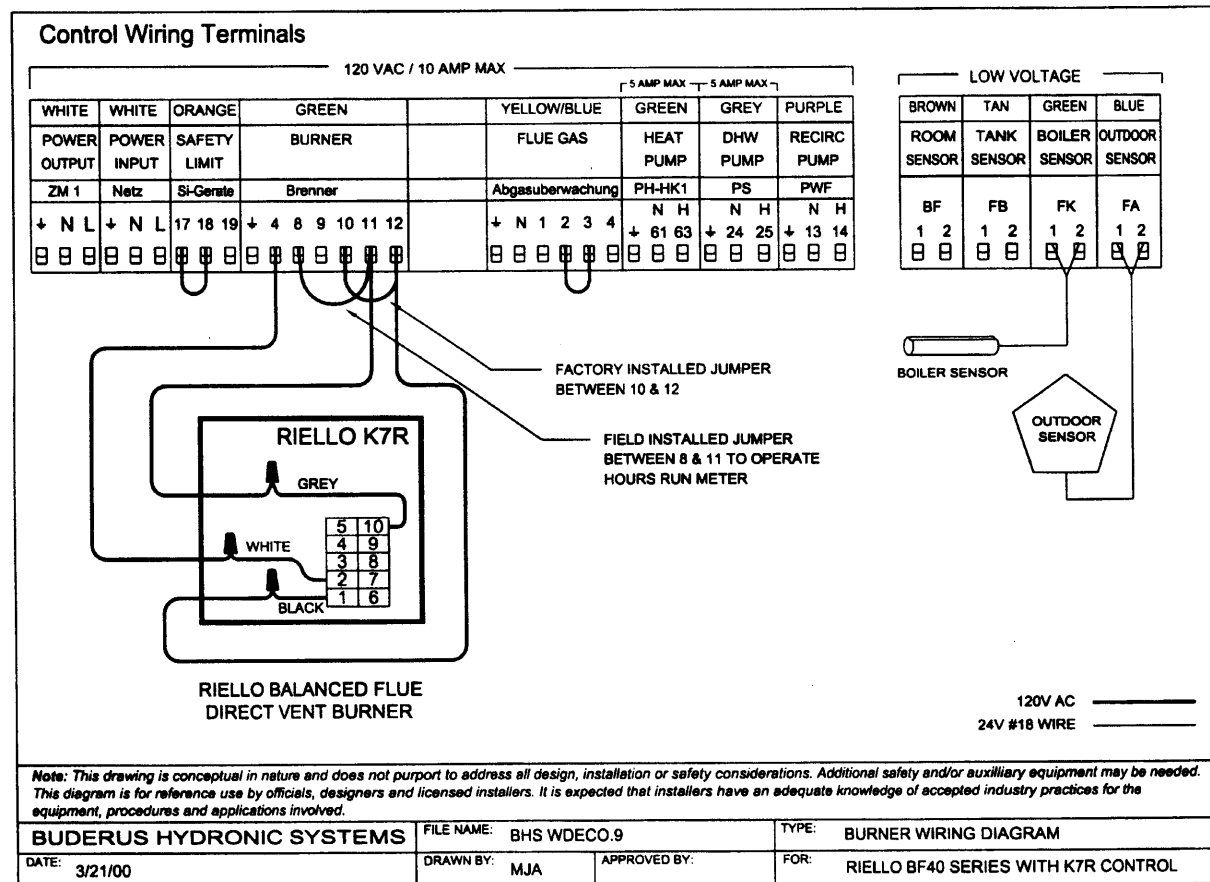 Control Wiring Terminals
120 VAC / 10 AMP MAX
5 AMP MAX
5 AMP MAX
LOW VOLTAGE
WHITE WHITE ORANGE GREEN YELLOW/BLUE GREEN GREY PURPLE
BROWN TAN GREEN BLUE
POWER OUTPUT
POWER INPUT
SAFETY LIMIT
BURNER
FLUE GAS
HEAT PUMP
DHW PUMP
RECIRC PUMP
ROOM SENSOR
TANK SENSOR
BOILER SENSOR
OUTDOOR SENSOR
ZM 1 Netz Si-Gerate Brenner Abgasuberwachung PH-HK1 PS PWF
BF FB FK FA
N L N L 17 18 19 4 8 9 10 11 12 N 1 2 3 4
N H N H N H
61 63 24 25 13 14
1 2 1 2 1 2 1 2
FACTORY INSTALLED JUMPER
BETWEEN 10 & 12
FIELD INSTALLED JUMPER
BETWEEN 8 & 11 TO OPERATE
HOURS RUN METER
BOILER SENSOR
OUTDOOR
SENSOR
RIELLO K7R
GREY
WHITE
BLACK
5 10
4 9
3 8
2 7
1 6
RIELLO BALANCED FLUE
DIRECT VENT BURNER
120V AC
24V #18 WIRE
Note: This drawing is conceptual in nature and does not purport to address all design, installation or safety considerations. Additional safety and/or auxilliary equipment may be needed.
This diagram is for reference use by officials, designers and licensed installers. It is expected that installers have an adequate knowledge of accepted industry practices for the
equipment, procedures and applications involved.
BUDERUS HYDRONIC SYSTEMS
FILE NAME: BHS WDECO.9
TYPE: BURNER WIRING DIAGRAM
DATE: 3/21/00
DRAWN BY: MJA
APPROVED BY:
FOR: RIELLO BF40 SERIES WITH K7R CONTROL